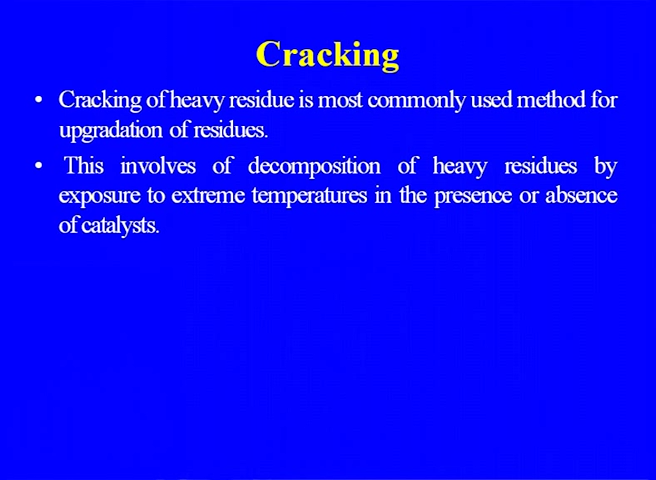 Cracking
• Cracking of heavy residue is most commonly used method for
upgradation of residues.
• This involves of decomposition of heavy residues by
exposure to extreme temperatures in the presence or absence
of catalysts.